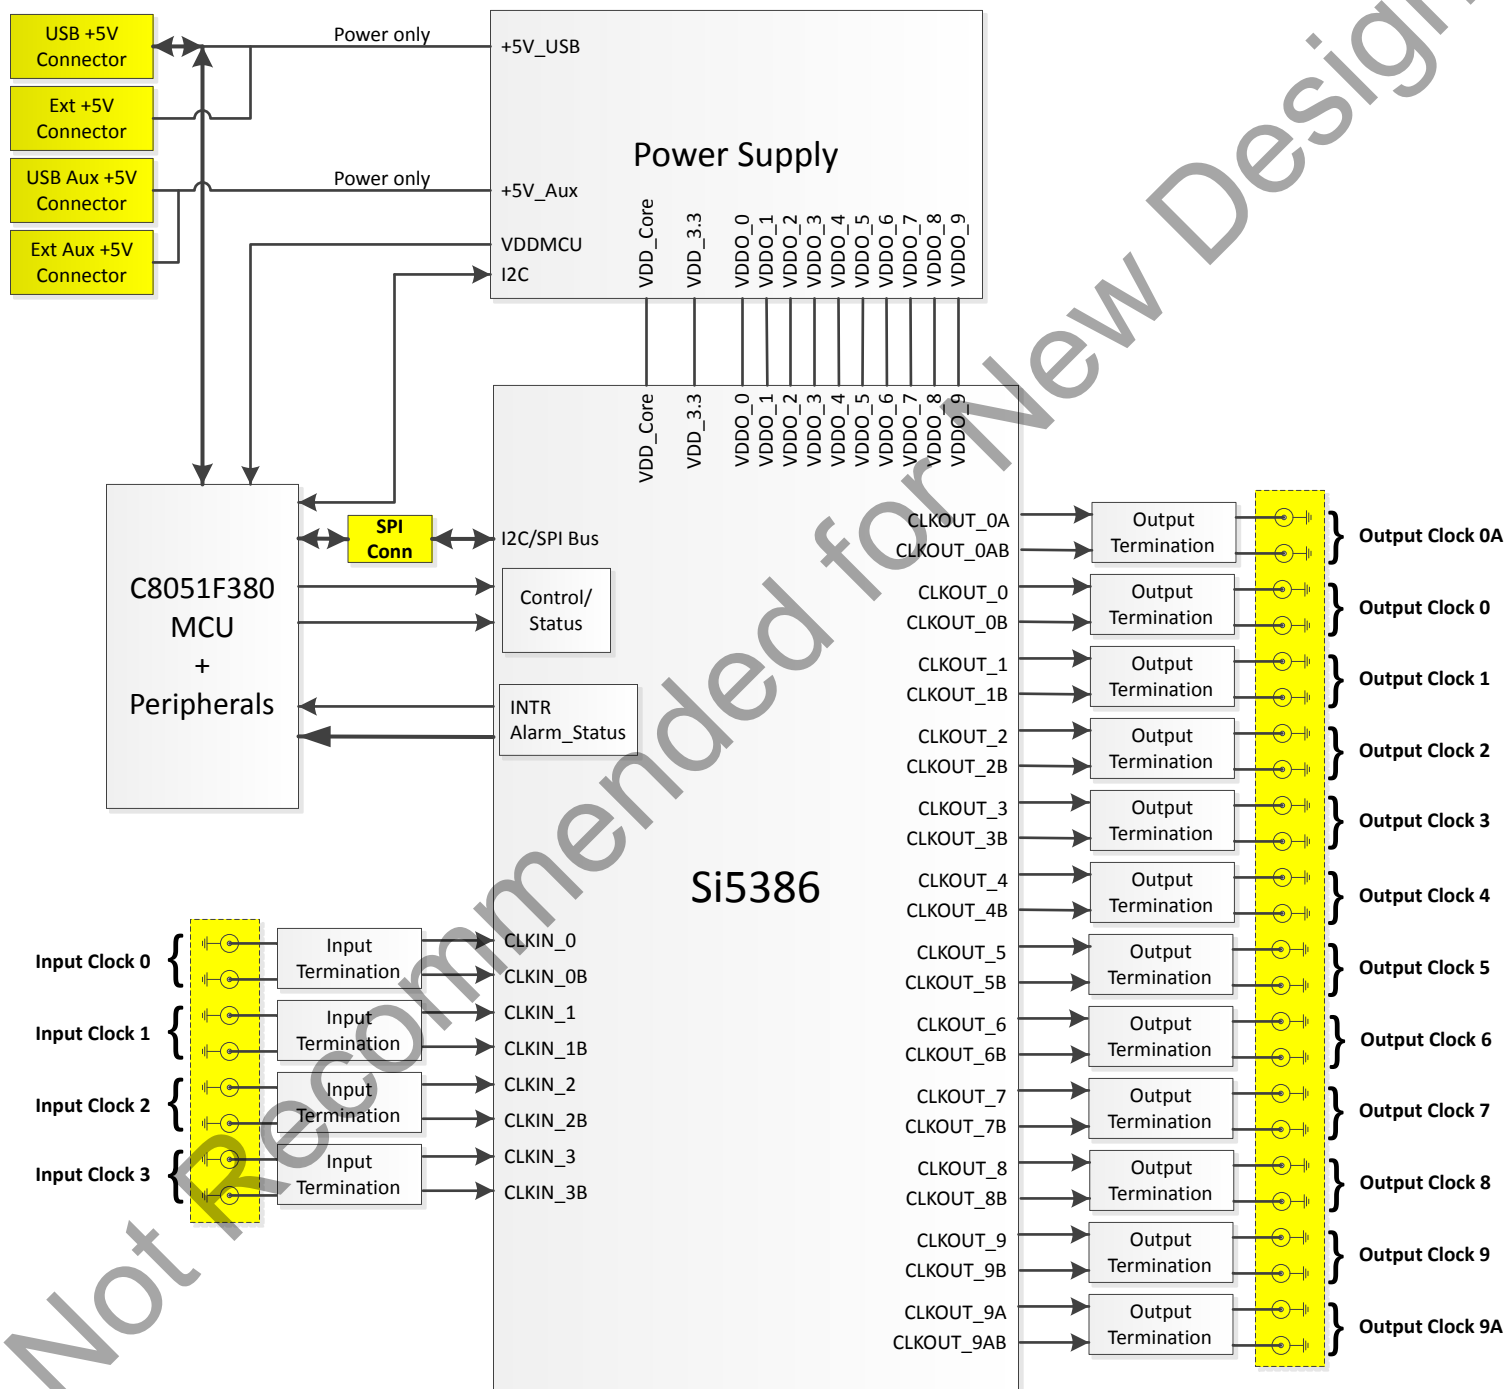 USB +5V
Connector
Ext +5V
Connector
USB Aux +5V
Connector
Ext Aux +5V
Connector
Power only
Power only
+5V_USB
Power Supply
+5V_Aux
VDDMCU
I2C
VDD_Core
VDD_3.3
VDDO_0
VDDO_1
VDDO_2
VDDO_3
VDDO_4
VDDO_5
VDDO_6
VDDO_7
VDDO_8
VDDO_9
VDD_Core
VDD_3.3
VDDO_0
VDDO_1
VDDO_2
VDDO_3
VDDO_4
VDDO_5
VDDO_6
VDDO_7
VDDO_8
VDDO_9
C8051F380
MCU
+
Peripherals
SPI
Conn
I2C/SPI Bus
Control/
Status
INTR
Alarm_Status
Si5386
Input Clock 0
Input Clock 1
Input Clock 2
Input Clock 3
Input
Termination
Input
Termination
Input
Termination
Input
Termination
CLKIN_0
CLKIN_0B
CLKIN_1
CLKIN_1B
CLKIN_2
CLKIN_2B
CLKIN_3
CLKIN_3B
CLKOUT_0A
CLKOUT_0AB
CLKOUT_0
CLKOUT_0B
CLKOUT_1
CLKOUT_1B
CLKOUT_2
CLKOUT_2B
CLKOUT_3
CLKOUT_3B
CLKOUT_4
CLKOUT_4B
CLKOUT_5
CLKOUT_5B
CLKOUT_6
CLKOUT_6B
CLKOUT_7
CLKOUT_7B
CLKOUT_8
CLKOUT_8B
CLKOUT_9
CLKOUT_9B
CLKOUT_9A
CLKOUT_9AB
Output
Termination
Output
Termination
Output
Termination
Output
Termination
Output
Termination
Output
Termination
Output
Termination
Output
Termination
Output
Termination
Output
Termination
Output
Termination
Output
Termination
Output Clock 0A
Output Clock 0
Output Clock 1
Output Clock 2
Output Clock 3
Output Clock 4
Output Clock 5
Output Clock 6
Output Clock 7
Output Clock 8
Output Clock 9
Output Clock 9A
Not Recommended for New Design